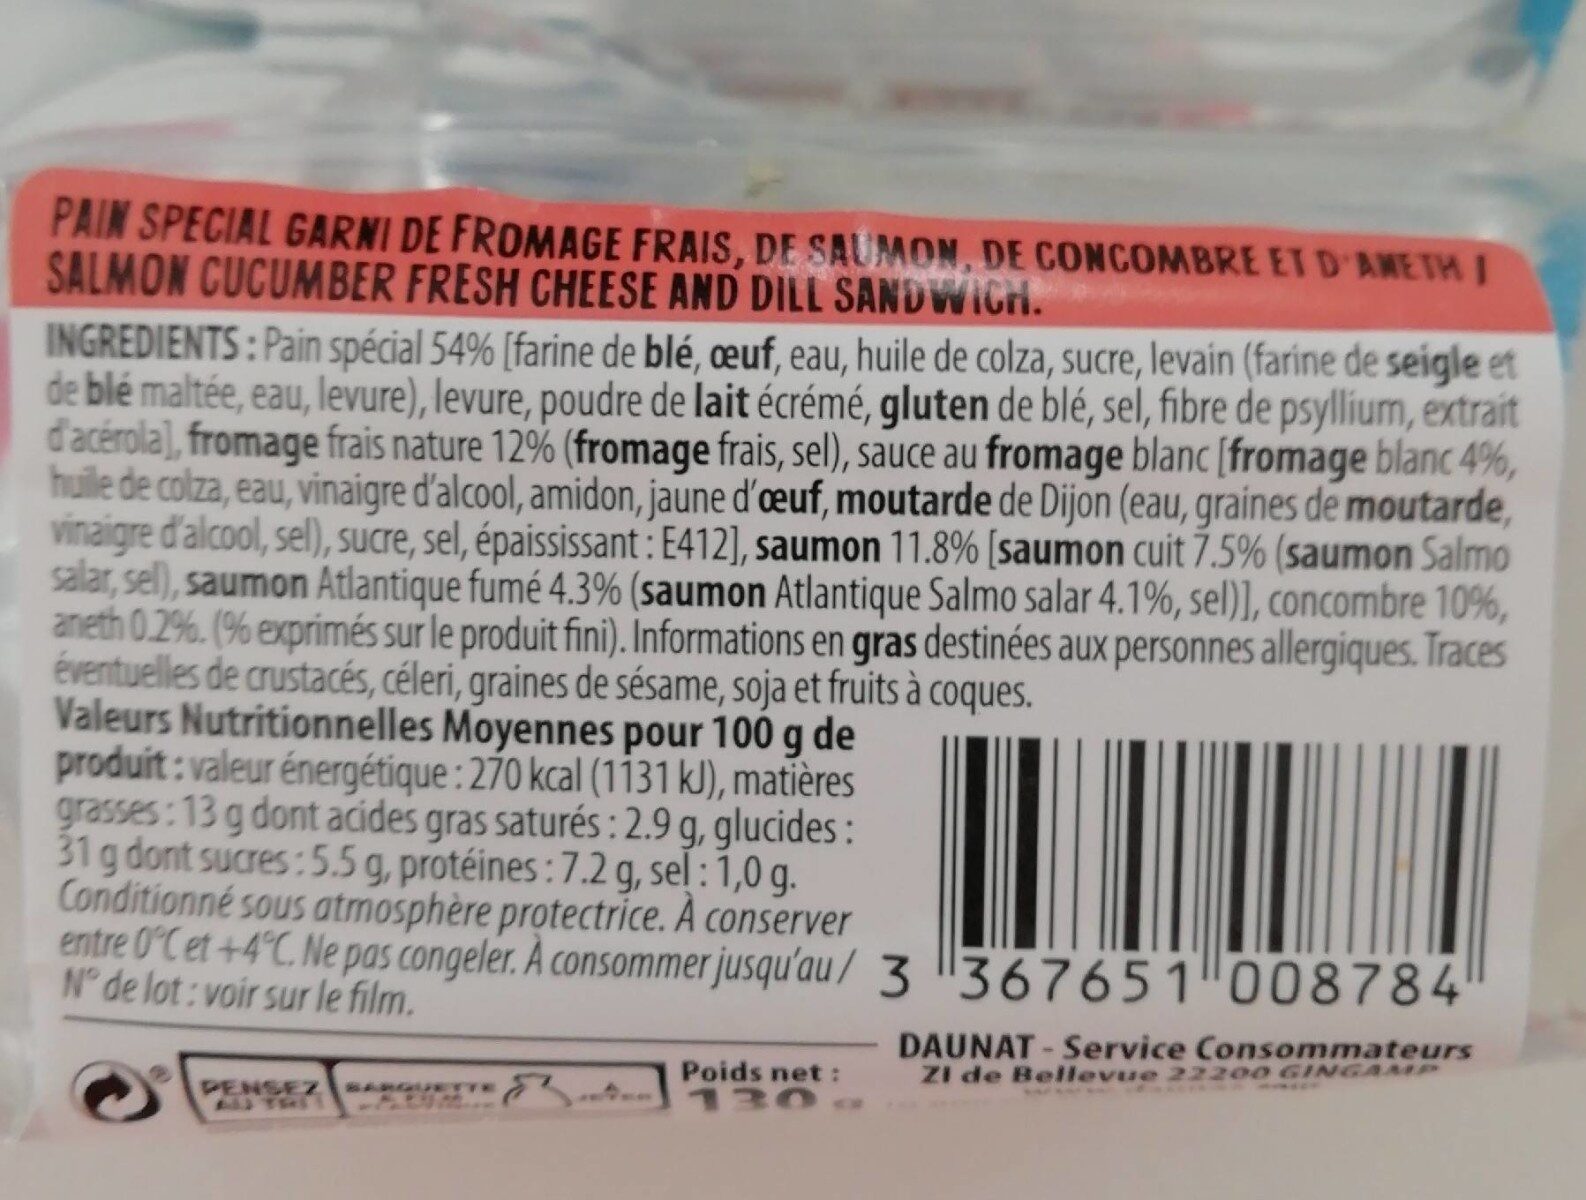 PAIN SPECIAL GARNI DE FROMAGE FRAIS, DE SAUMON, DE CONCOMBRE ET D'ANETH /
SALMON CUCUMBER FRESH CHEESE AND DILL SANDWICH.
INGREDIENTS : Pain spécial 54% [farine de blé, œuf, eau, huile de colza, sucre, levain (farine de seigle et
de blé maltée, eau, levure), levure, poudre de lait écrémé, gluten de blé, sel, fibre de psyllium, extrait
d'acérola], fromage frais nature 12% (fromage frais, sel), sauce au fromage blanc [fromage blanc 4%,
huile de colza, eau, vinaigre d'alcool, amidon, jaune d'œuf, moutarde de Dijon (eau, graines de moutarde,
vinaigre d'alcool, sel), sucre, sel, épaississant : E412], saumon 11.8% [saumon cuit 7.5% (saumon Salmo
salar, sel), saumon Atlantique fumé 4.3% (saumon Atlantique Salmo salar 4.1%, sel)], concombre 10%,
aneth 0.2%. (% exprimés sur le produit fini). Informations en gras destinées aux personnes allergiques. Traces
éventuelles de crustacés, céleri, graines de sésame, soja et fruits à coques.
Valeurs Nutritionnelles Moyennes pour 100 g de
produit : valeur énergétique : 270 kcal (1131 kJ), matières
grasses : 13 g dont acides gras saturés : 2.9 g, glucides :
31 g dont sucres : 5.5 g, protéines : 7.2 g, sel : 1,0 g.
Conditionné sous atmosphère protectrice. À conserver
entre 0°C et +4°C. Ne pas congeler. À consommer jusqu'au /
N° de lot : voir sur le film.
3 367651 008784
DAUNAT - Service Consommateurs
ZI de Bellevue 22200 GINGAMP
PENSEZ
AU TRI !
BARQUETTE
& FILM
À
JETER
Poids net :
130 g